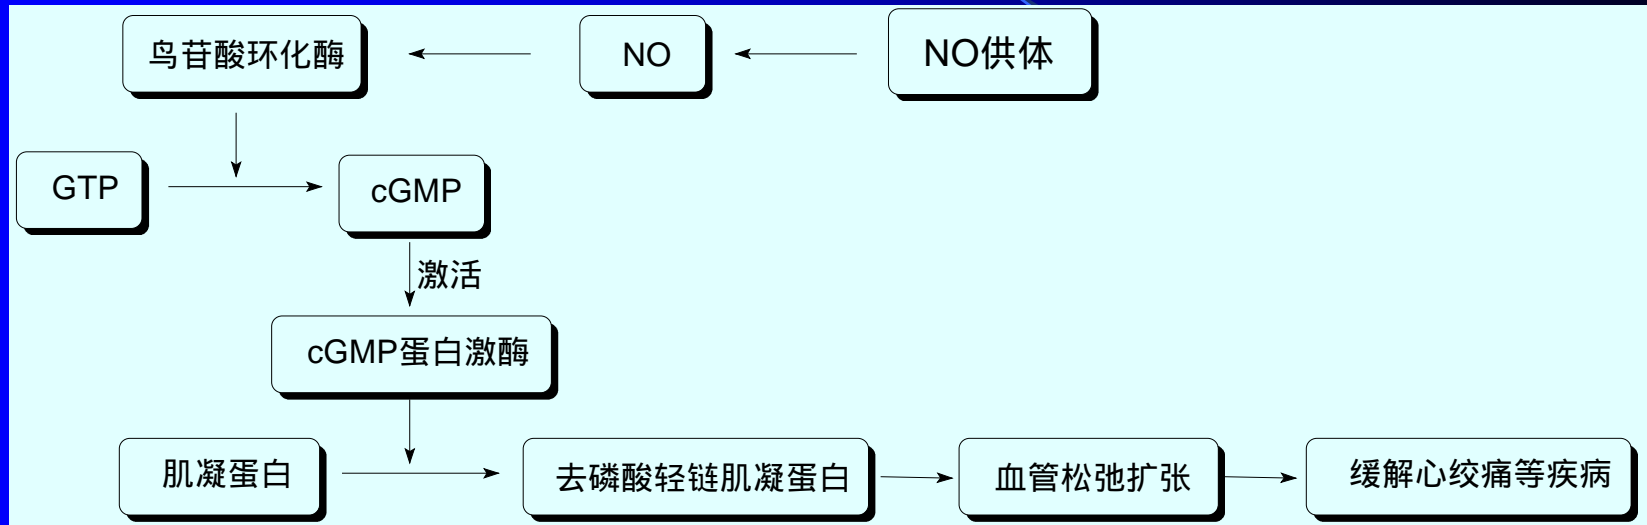 鸟苷酸环化酶
NO
NO供体
GTP
cGMP
激活
cGMP蛋白激酶
肌凝蛋白
去磷酸轻链肌凝蛋白
血管松弛扩张
缓解心绞痛等疾病